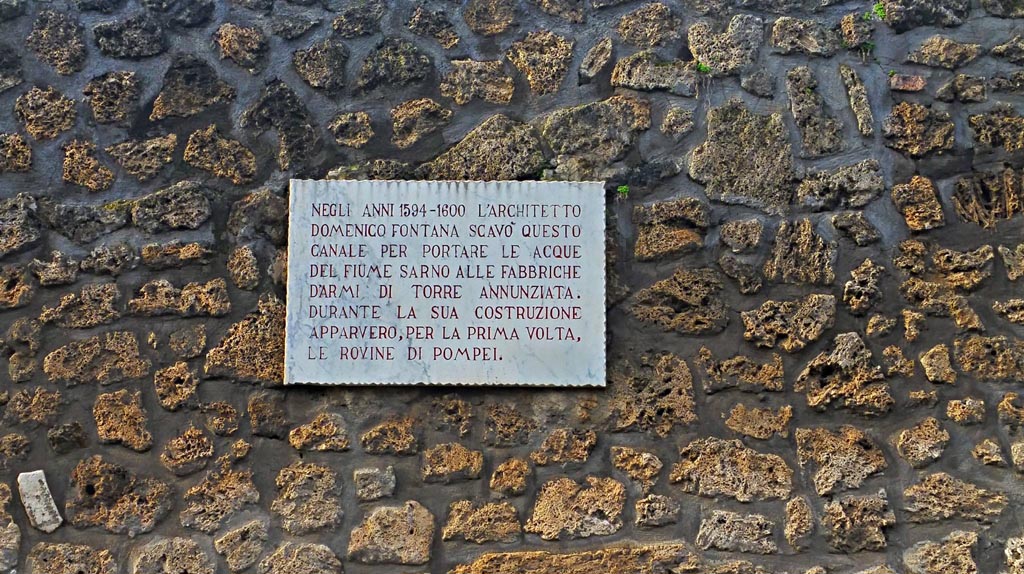 NEGLI ANNI 1594-1600 L'ARCHITETTO
DOMENICO FONTANA SCAVO' QUESTO
CANALE PER PORTARE LE ACQUE
DEL FIUME SARNO ALLE FABBRICHE
D'ARMI DI TORRE ANNUNZIATA.
DURANTE LA SUA COSTRUZIONE
APPARVERO, PER LA PRIMA VOLTA,
LE ROVINE DI POMPEI.